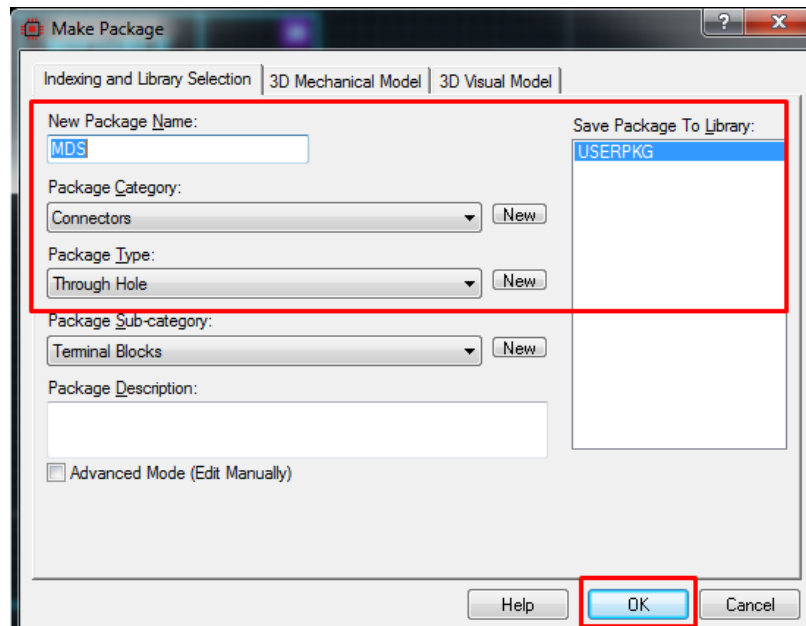 Make Package
?
X
Indexing and Library Selection
3D Mechanical Model
3D Visual Model
New Package Name:
MDS
Package Category:
Connectors
New
Package Type:
Through Hole
New
Package Sub-category:
Terminal Blocks
New
Package Description:
Advanced Mode (Edit Manually)
Save Package To Library:
USERPKG
Help
OK
Cancel